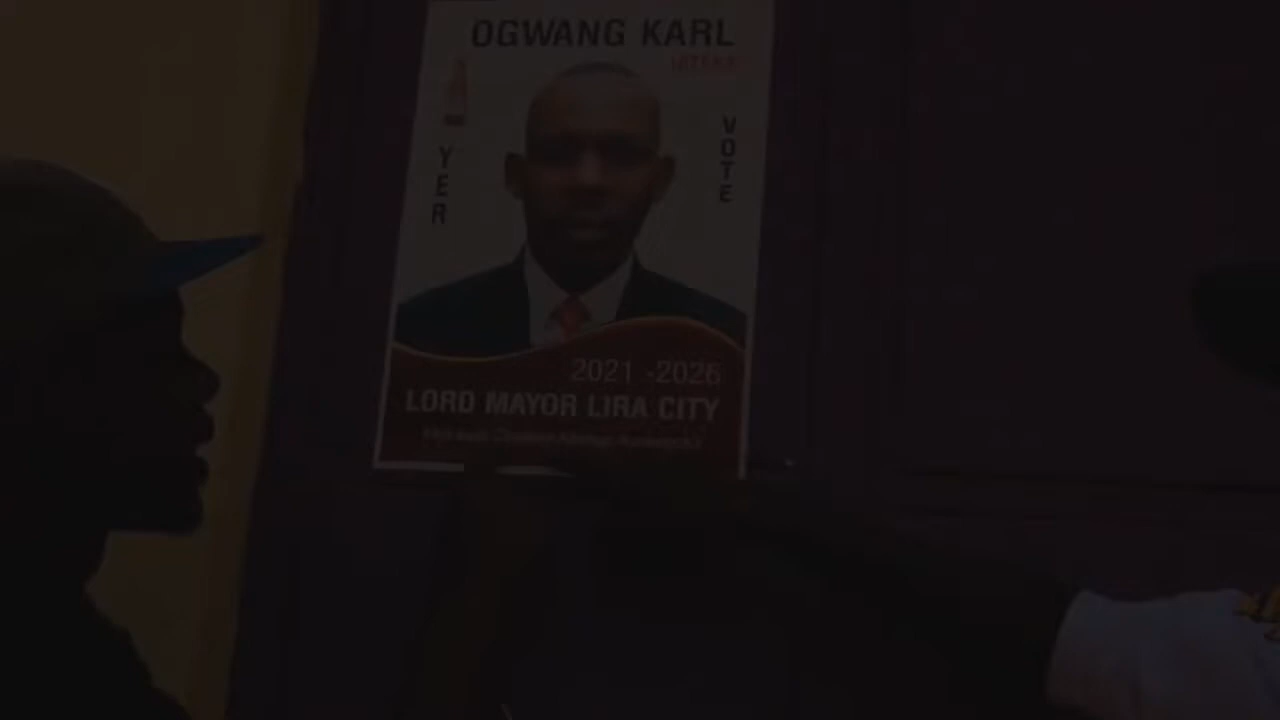 OGWANG KARL
YER
VOTE
2021 -2026
LORD MAYOR LIRA CITY